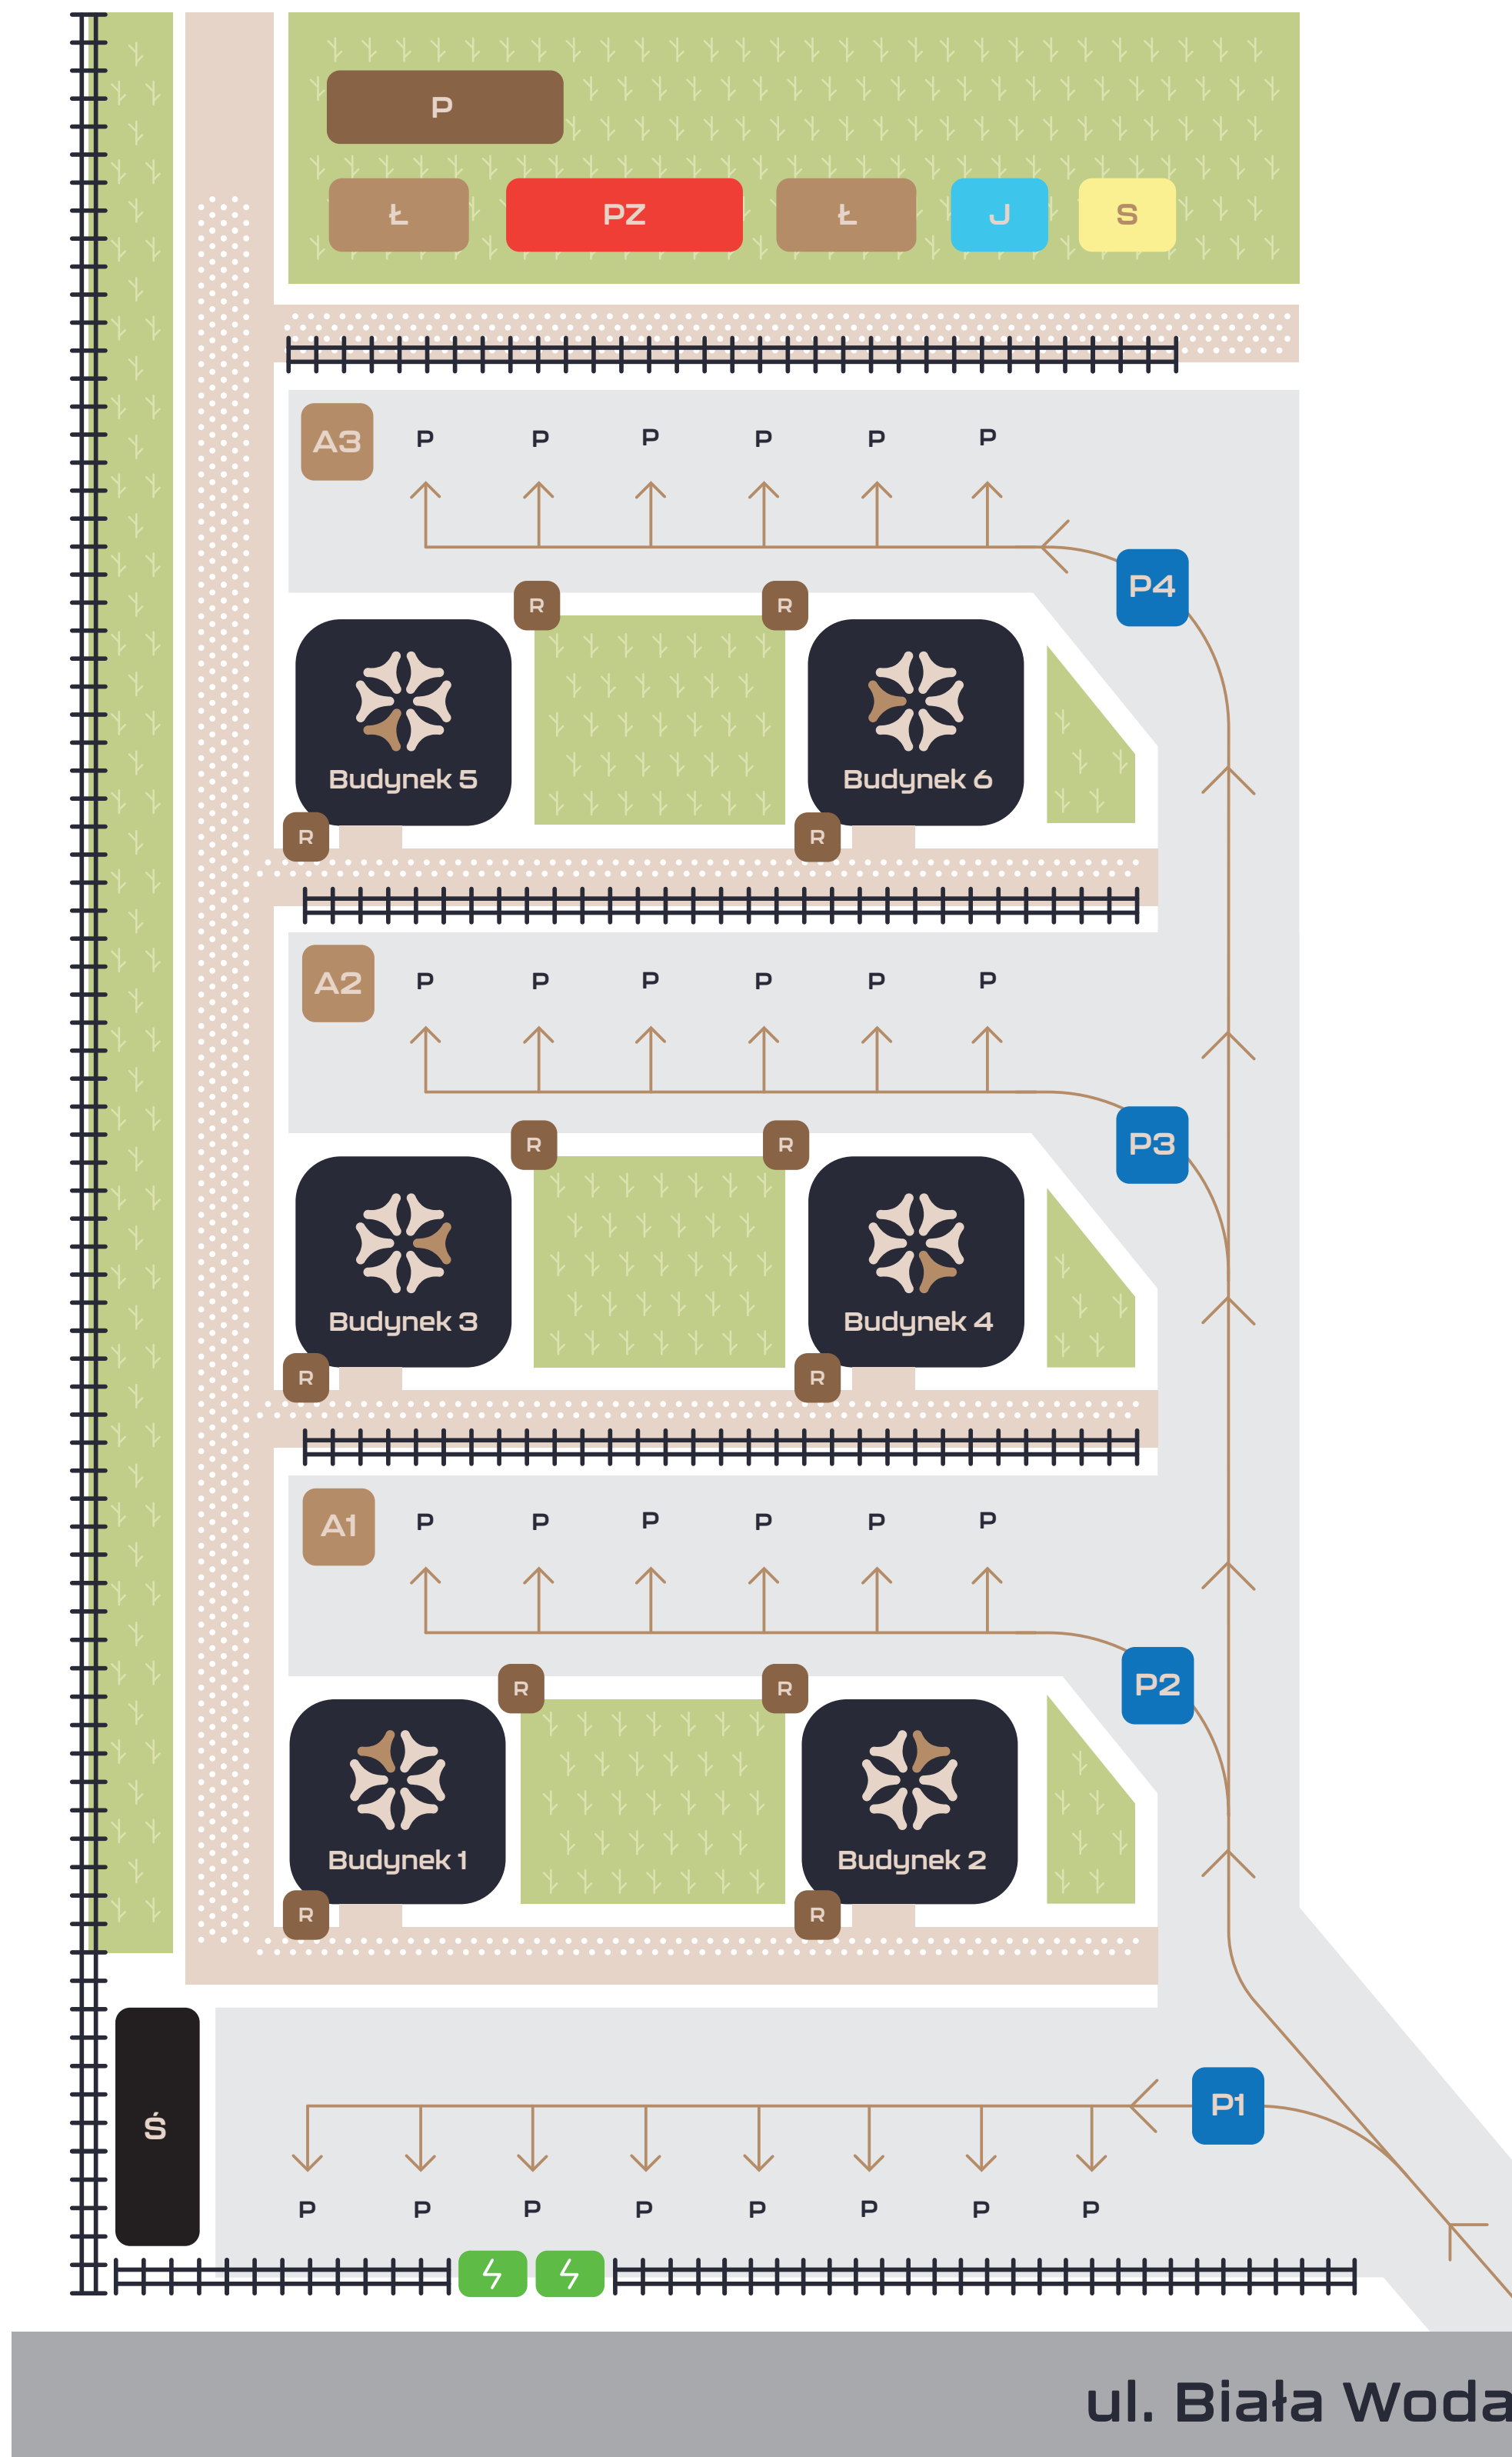 P
Ł PZ Ł J S
A3 P P P P P P
P4
R R
Budynek 5 Budynek 6
R R
A2 P P P P P P
P3
R R
Budynek 3 Budynek 4
R R
A1 P P P P P P
P2
R R
Budynek 1 Budynek 2
R R
P1
Ś
P P P P P P P P
ul. Biała Woda